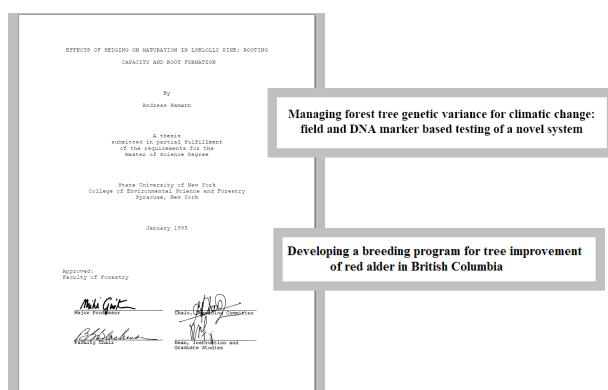 EFFECTS OF HEDGING ON MATURATION IN LOBLOLLY PINE: ROOTING
CAPACITY AND ROOT FORMATION
By
Andreas Hamann
A thesis
submitted in partial fulfillment
of the requirements for the
Master of Science Degree
State University of New York
College of Environmental Science and Forestry
Syracuse, New York
January 1995
Approved:
Faculty of Forestry
Major Professor
Chair, Examining Committee
Faculty Chair
Dean, Instruction and
Graduate Studies
Managing forest tree genetic variance for climatic change:
field and DNA marker based testing of a novel system
Developing a breeding program for tree improvement
of red alder in British Columbia